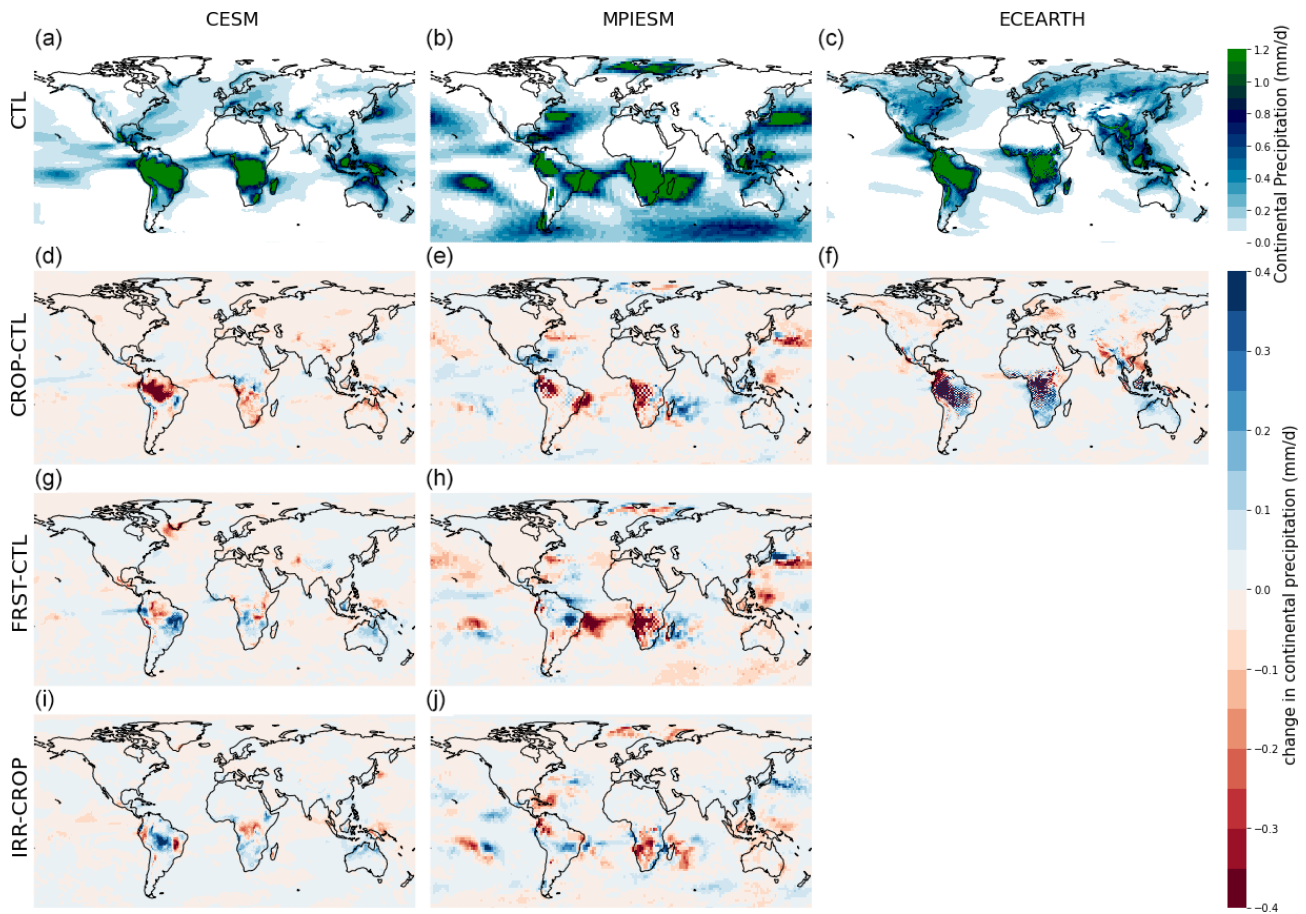 CESM MPIESM ECEARTH
(a) (b) (c)
CTL
1.2
1.0
0.8
0.6
0.4
0.2
0.0
Continental Precipitation (mm/d)
(d) (e) (f)
CROP-CTL
(g) (h)
FRST-CTL
(i) (j)
IRR-CROP
0.4
0.3
0.2
0.1
0.0
−0.1
−0.2
−0.3
−0.4
change in continental precipitation (mm/d)